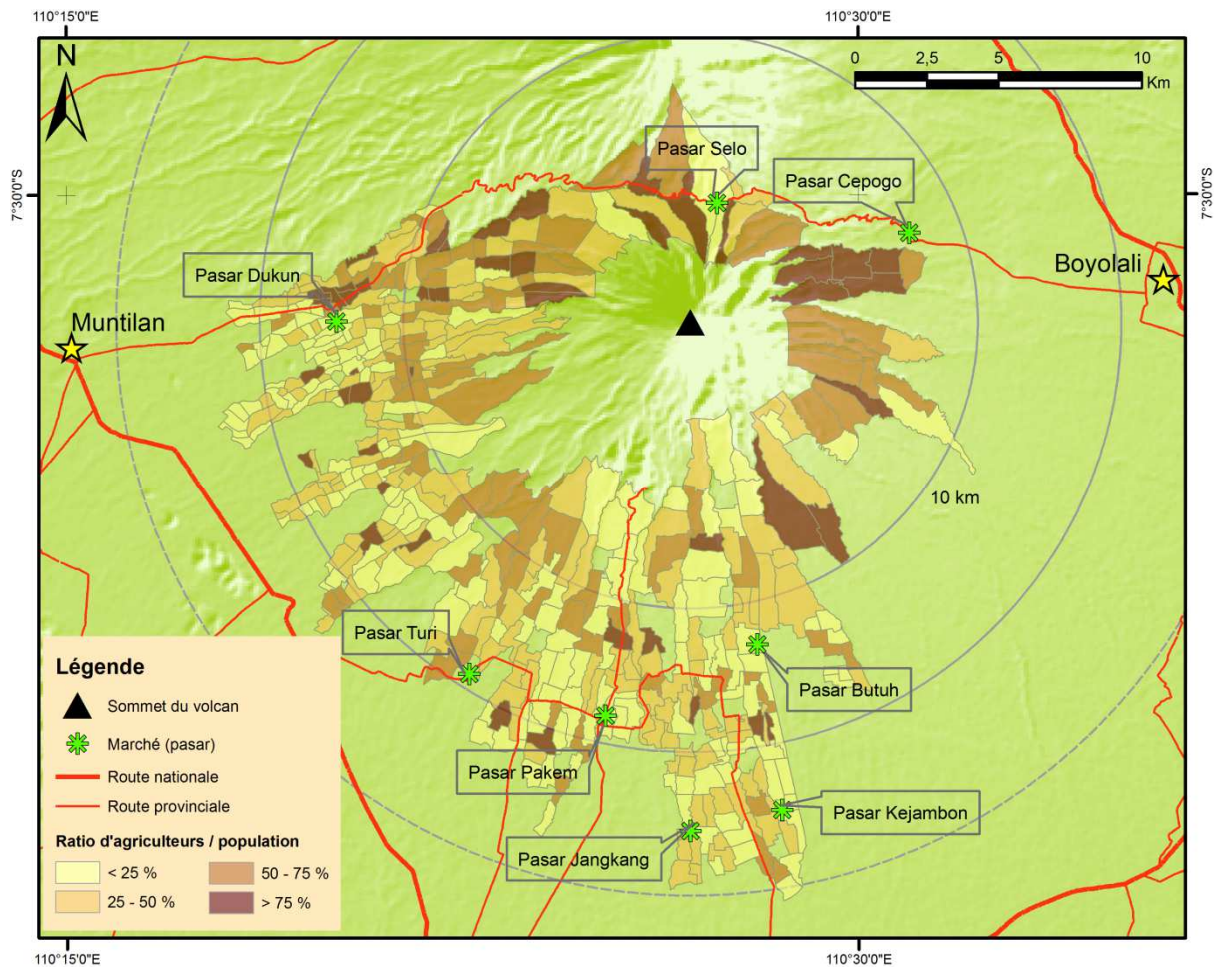 110°15'0"E
110°30'0"E
N
0
2,5
5
10
Km
7°30'0"S
7°30'0"S
Pasar Selo
Pasar Cepogo
Boyolali
Pasar Dukun
Muntilan
10 km
Pasar Turi
Pasar Butuh
Pasar Pakem
Pasar Kejambon
Pasar Jangkang
Légende
Sommet du volcan
Marché (pasar)
Route nationale
Route provinciale
Ratio d'agriculteurs / population
< 25 %
50 - 75 %
25 - 50 %
> 75 %
110°15'0"E
110°30'0"E